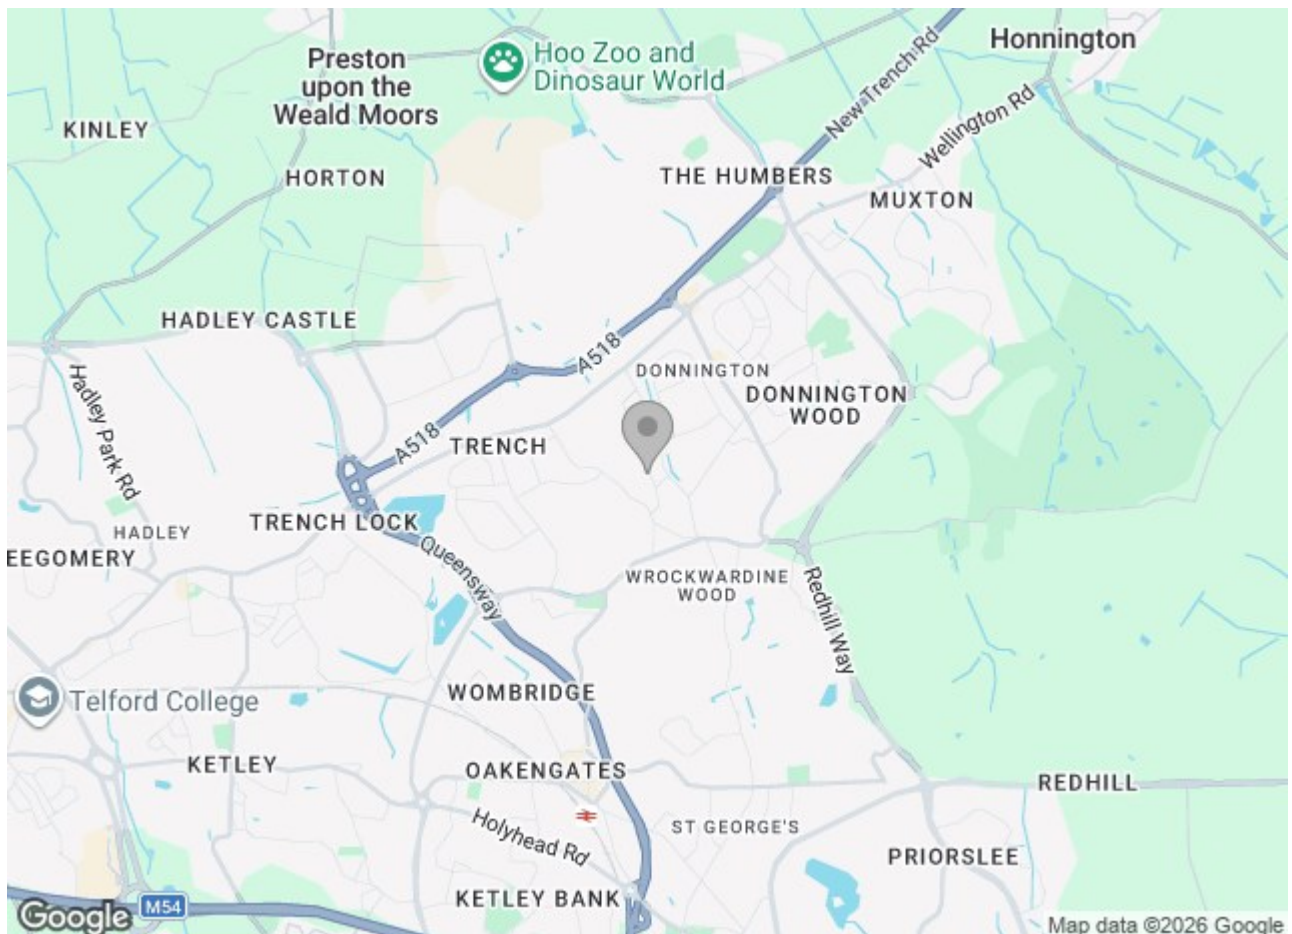 Preston
upon the
Weald Moors
Hoo Zoo and
Dinosaur World
Honnington
New Trench Rd
Wellington Rd
KINLEY
HORTON
THE HUMBERS
MUXTON
HADLEY CASTLE
A518
DONNINGTON
DONNINGTON
WOOD
Hadley Park Rd
A518
TRENCH
TRENCH LOCK
HADLEY
EEGOMERY
Queensway
WROCKWARDINE
WOOD
Redhill Way
Telford College
WOMBRIDGE
KETLEY
OAKENGATES
REDHILL
Holyhead Rd
ST GEORGE'S
PRIORSLEE
KETLEY BANK
M54
Google
Map data ©2026 Google